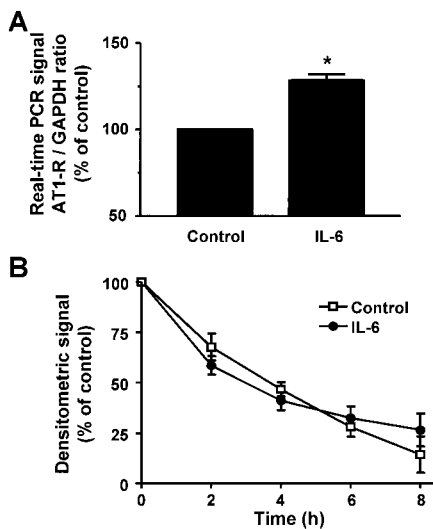 A
Real-time PCR signal
AT1-R / GAPDH ratio
(% of control)
150
100
50
*
Control
IL-6
B
Densitometric signal
(% of control)
100
75
50
25
0
Control
IL-6
0
2
4
6
8
Time (h)